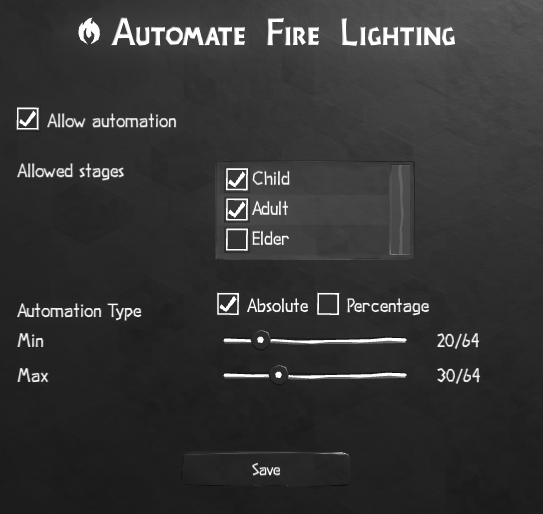 Automate Fire Lighting
Allow automation
Allowed stages
Child
Adult
Elder
Automation Type Absolute Percentage
Min 20/64
Max 30/64
Save